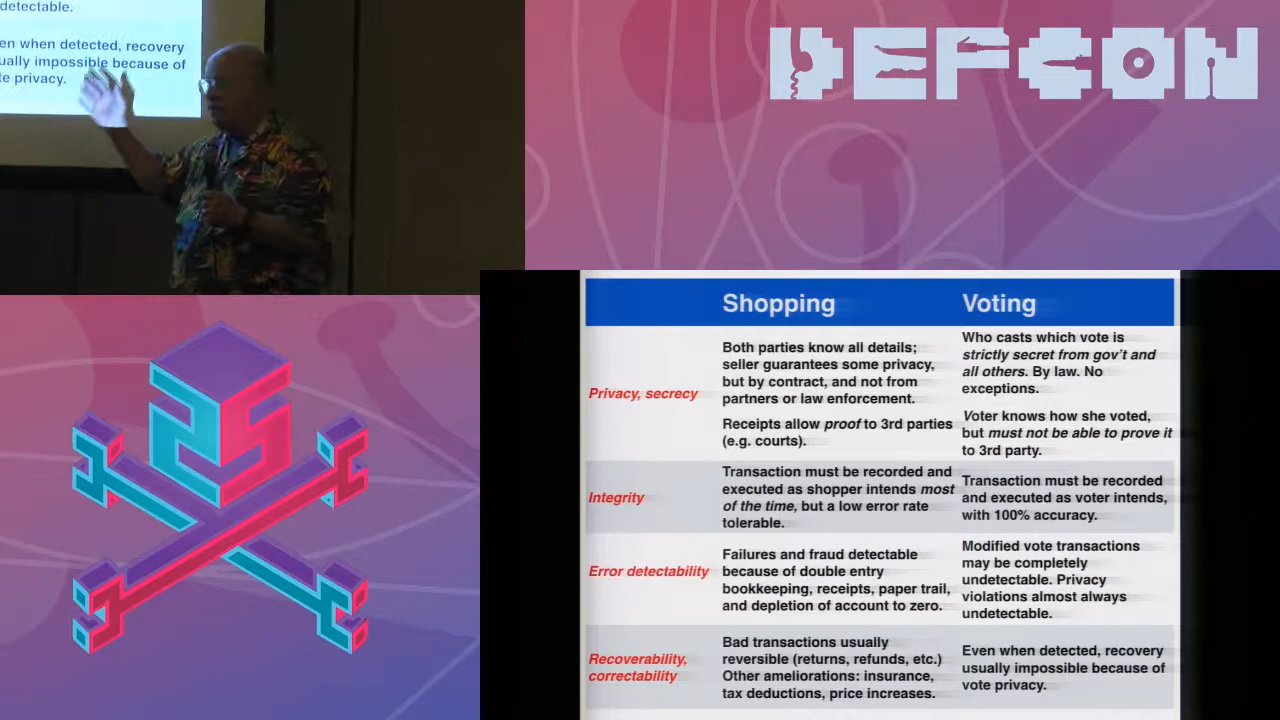 detectable.
en when detected, recovery
ually impossible because of
te privacy.
DEFCON
Shopping Voting
Privacy, secrecy
Both parties know all details;
seller guarantees some privacy,
but by contract, and not from
partners or law enforcement.
Receipts allow proof to 3rd parties
(e.g. courts).
Who casts which vote is
strictly secret from gov't and
all others. By law. No
exceptions.
Voter knows how she voted,
but must not be able to prove it
to 3rd party.
Integrity
Transaction must be recorded and
executed as shopper intends most
of the time, but a low error rate
tolerable.
Transaction must be recorded
and executed as voter intends,
with 100% accuracy.
Error detectability
Failures and fraud detectable
because of double entry
bookkeeping, receipts, paper trail,
and depletion of account to zero.
Modified vote transactions
may be completely
undetectable. Privacy
violations almost always
undetectable.
Recoverability,
correctability
Bad transactions usually
reversible (returns, refunds, etc.)
Other ameliorations: insurance,
tax deductions, price increases.
Even when detected, recovery
usually impossible because of
vote privacy.